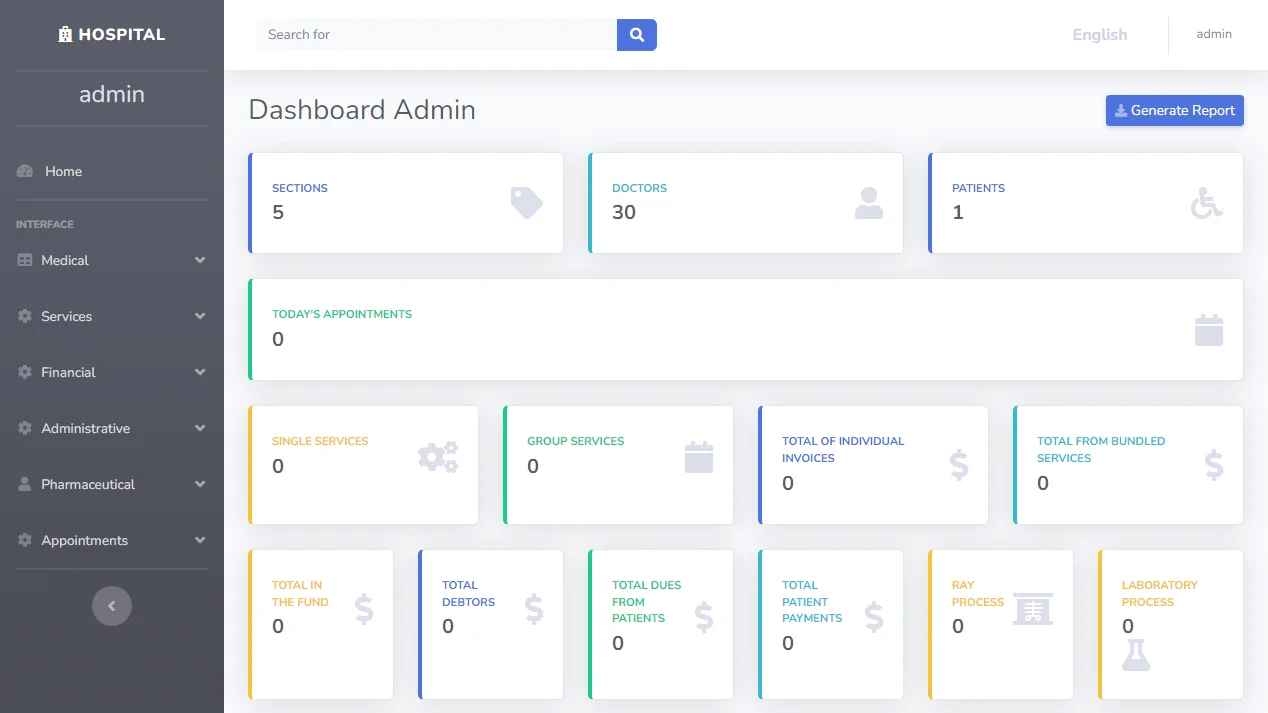 HOSPITAL
admin
Home
INTERFACE
Medical
Services
Financial
Administrative
Pharmaceutical
Appointments
Search for
English
admin
Dashboard Admin
Generate Report
SECTIONS
5
DOCTORS
30
PATIENTS
1
TODAY'S APPOINTMENTS
0
SINGLE SERVICES
0
GROUP SERVICES
0
TOTAL OF INDIVIDUAL
INVOICES
0
TOTAL FROM BUNDLED
SERVICES
0
TOTAL IN
THE FUND
0
TOTAL
DEBTORS
0
TOTAL DUES
FROM
PATIENTS
0
TOTAL
PATIENT
PAYMENTS
0
RAY
PROCESS
0
LABORATORY
PROCESS
0